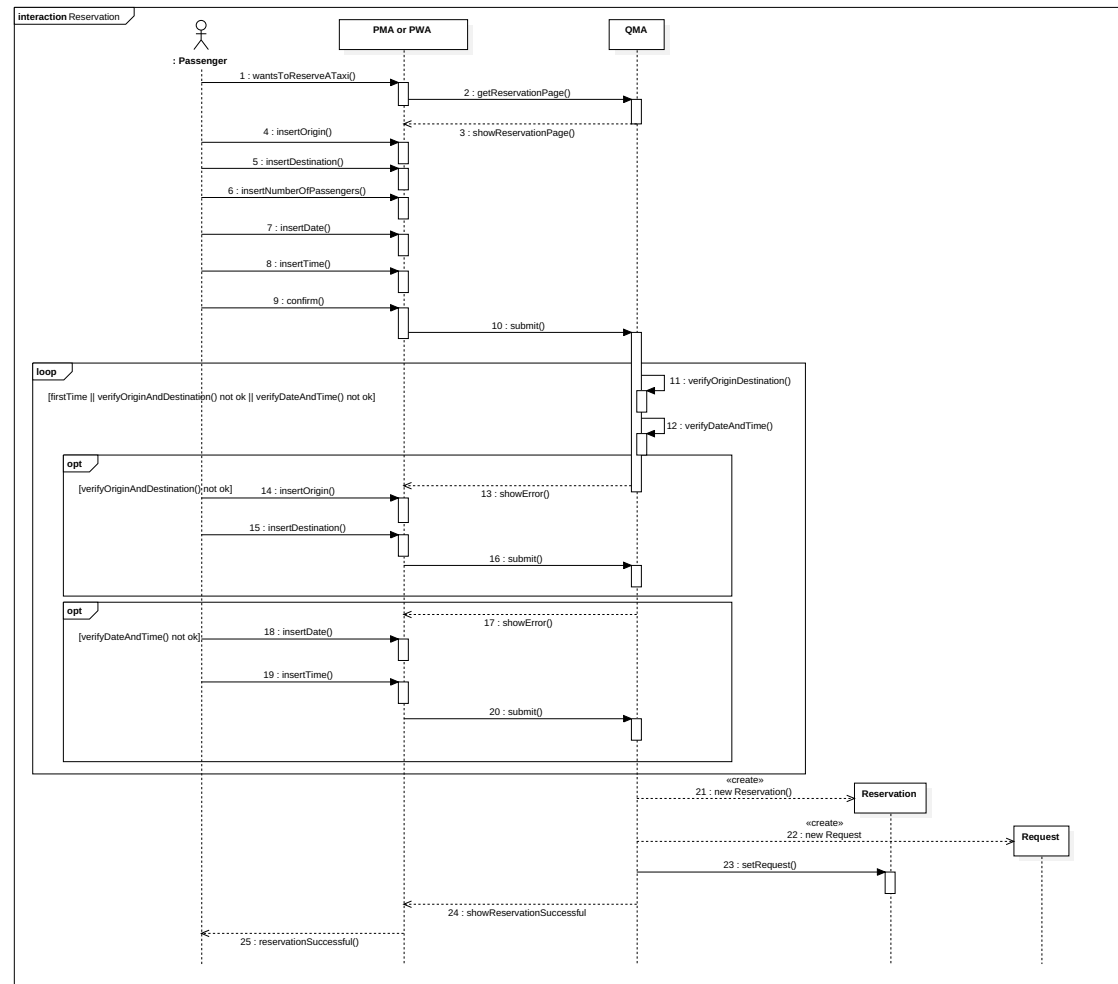 interaction Reservation
PMA or PWA
QMA
: Passenger
1 : wantsToReserveATaxi()
2 : getReservationPage()
3 : showReservationPage()
4 : insertOrigin()
5 : insertDestination()
6 : insertNumberOfPassengers()
7 : insertDate()
8 : insertTime()
9 : confirm()
10 : submit()
loop
11 : verifyOriginDestination()
[firstTime || verifyOriginAndDestination() not ok || verifyDateAndTime() not ok]
12 : verifyDateAndTime()
opt
[verifyOriginAndDestination() not ok]
13 : showError()
14 : insertOrigin()
15 : insertDestination()
16 : submit()
opt
17 : showError()
[verifyDateAndTime() not ok]
18 : insertDate()
19 : insertTime()
20 : submit()
«create»
21 : new Reservation()
Reservation
«create»
22 : new Request
Request
23 : setRequest()
24 : showReservationSuccessful
25 : reservationSuccessful()